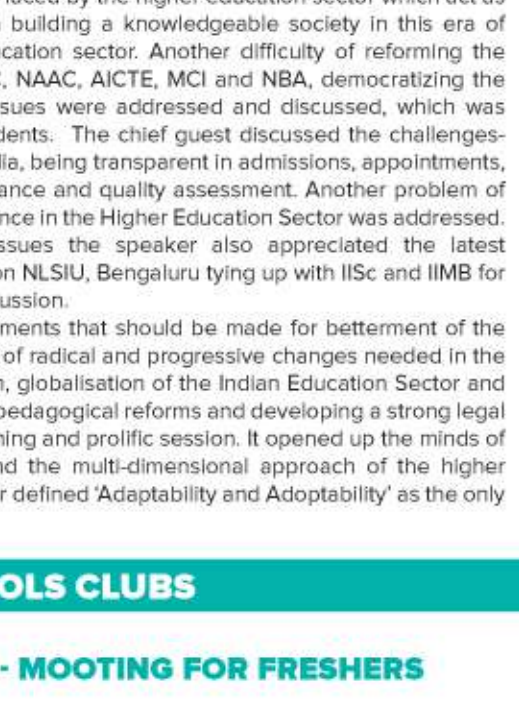 faced by the higher education sector which act as
building a knowledgeable society in this era of
cation sector. Another difficulty of reforming the
C, NAAC, AICTE, MCI and NBA, democratizing the
sues were addressed and discussed, which was
dents. The chief guest discussed the challenges-
dia, being transparent in admissions, appointments,
ance and quality assessment. Another problem of
nce in the Higher Education Sector was addressed.
ssues the speaker also appreciated the latest
on NLSIU, Bengaluru tying up with IISc and IIMB for
ussion.
ments that should be made for betterment of the
of radical and progressive changes needed in the
n, globalisation of the Indian Education Sector and
pedagogical reforms and developing a strong legal
ning and prolific session. It opened up the minds of
nd the multi-dimensional approach of the higher
r defined 'Adaptability and Adoptability' as the only
OLS CLUBS
- MOOTING FOR FRESHERS